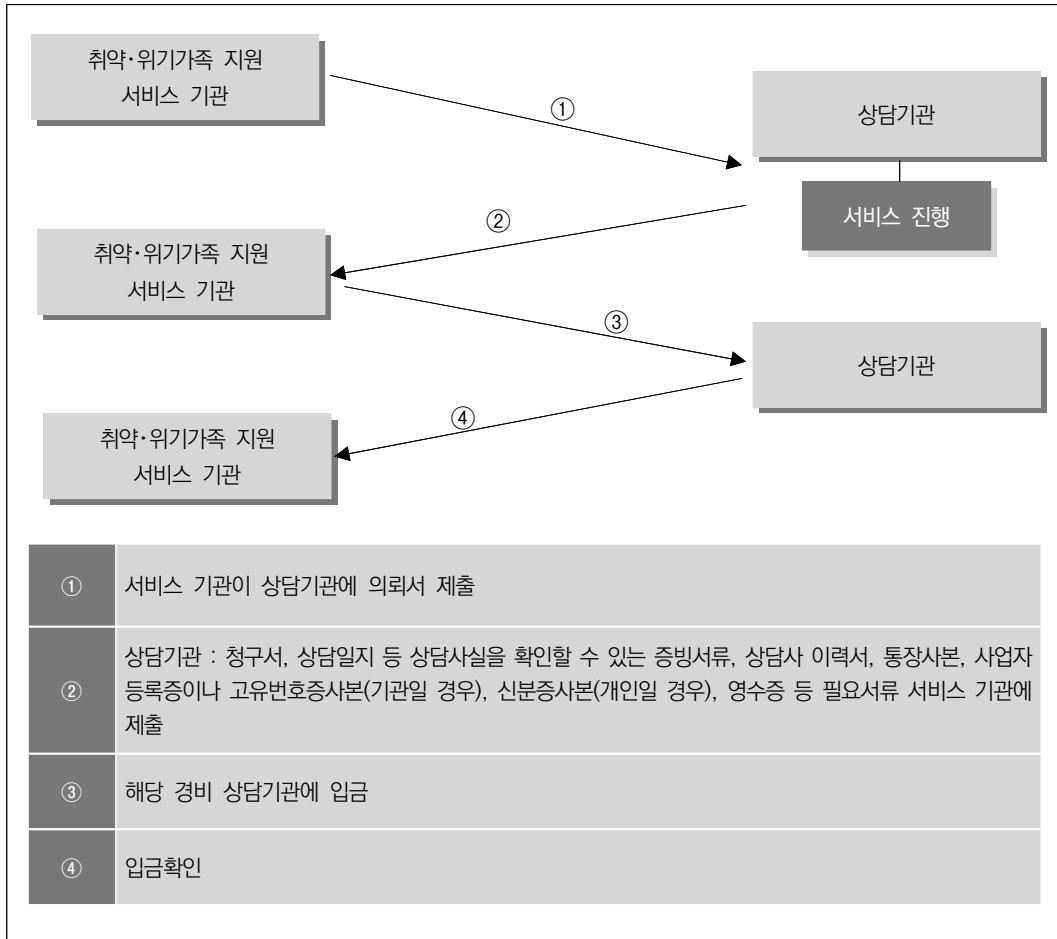 취약·위기가족 지원
서비스 기관
①
상담기관
서비스 진행
②
취약·위기가족 지원
서비스 기관
③
상담기관
④
취약·위기가족 지원
서비스 기관
① 서비스 기관이 상담기관에 의뢰서 제출
② 상담기관 : 청구서, 상담일지 등 상담사실을 확인할 수 있는 증빙서류, 상담사 이력서, 통장사본, 사업자
등록증이나 고유번호증사본(기관일 경우), 신분증사본(개인일 경우), 영수증 등 필요서류 서비스 기관에
제출
③ 해당 경비 상담기관에 입금
④ 입금확인